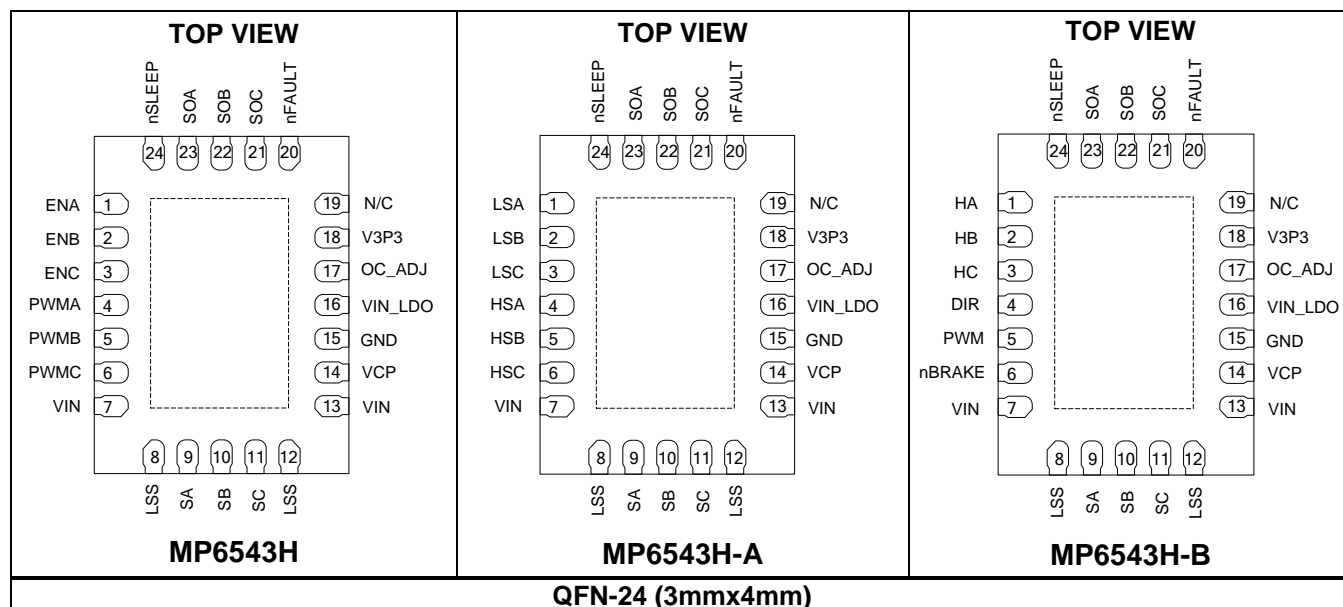 TOP VIEW
nSLEEP SOA SOB SOC nFAULT
24 23 22 21 20
ENA 1 19 N/C
ENB 2 18 V3P3
ENC 3 17 OC_ADJ
PWMA 4 16 VIN_LDO
PWMB 5 15 GND
PWMC 6 14 VCP
VIN 7 13 VIN
8 9 10 11 12
LSS SA SB SC LSS
MP6543H
TOP VIEW
nSLEEP SOA SOB SOC nFAULT
24 23 22 21 20
LSA 1 19 N/C
LSB 2 18 V3P3
LSC 3 17 OC_ADJ
HSA 4 16 VIN_LDO
HSB 5 15 GND
HSC 6 14 VCP
VIN 7 13 VIN
8 9 10 11 12
LSS SA SB SC LSS
MP6543H-A
TOP VIEW
nSLEEP SOA SOB SOC nFAULT
24 23 22 21 20
HA 1 19 N/C
HB 2 18 V3P3
HC 3 17 OC_ADJ
DIR 4 16 VIN_LDO
PWM 5 15 GND
nBRAKE 6 14 VCP
VIN 7 13 VIN
8 9 10 11 12
LSS SA SB SC LSS
MP6543H-B
QFN-24 (3mmx4mm)